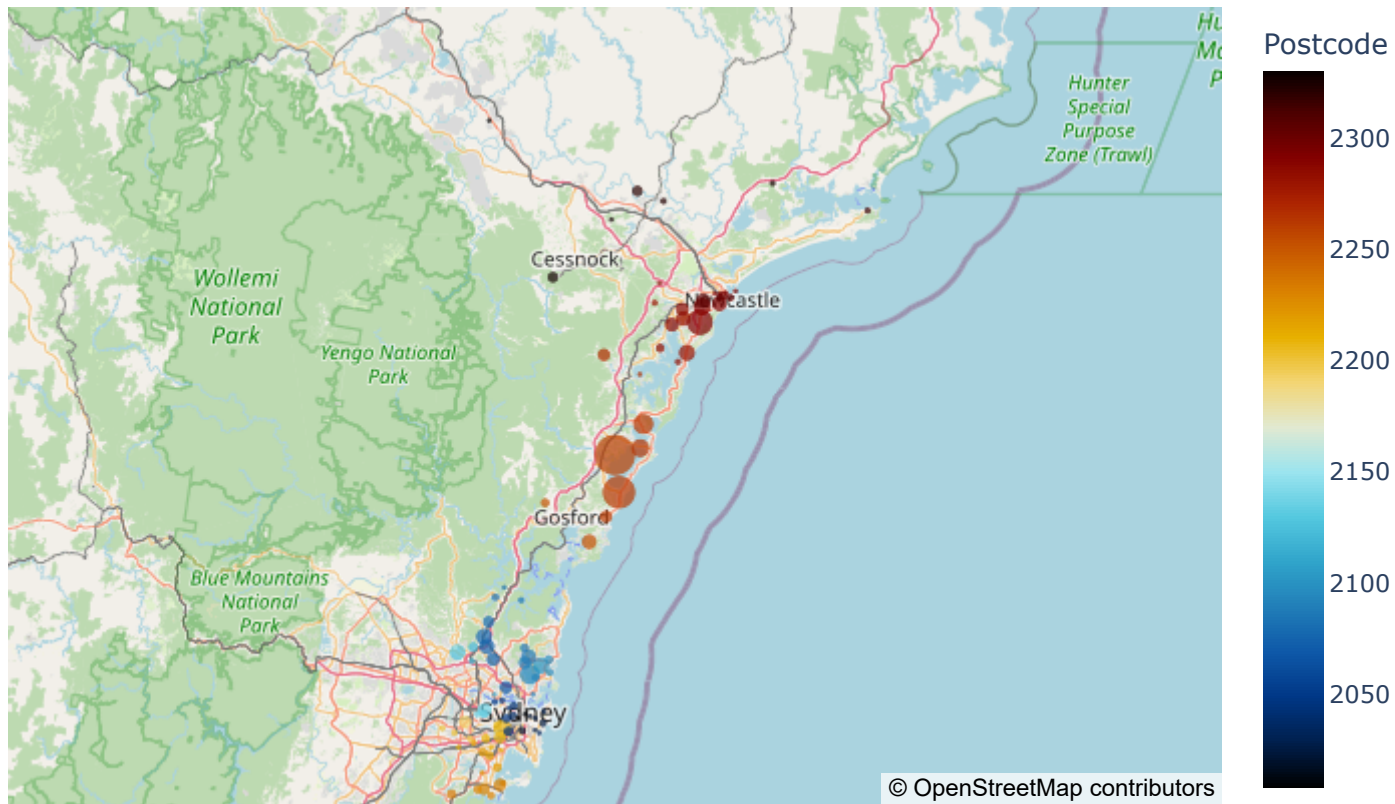 Postcode
2300
2250
2200
2150
2100
2050
Hunter
Special
Purpose
Zone (Trawl)
Wollemi
National
Park
Yengo National
Park
Cessnock
Newcastle
Gosford
Blue Mountains
National
Park
Sydney
© OpenStreetMap contributors